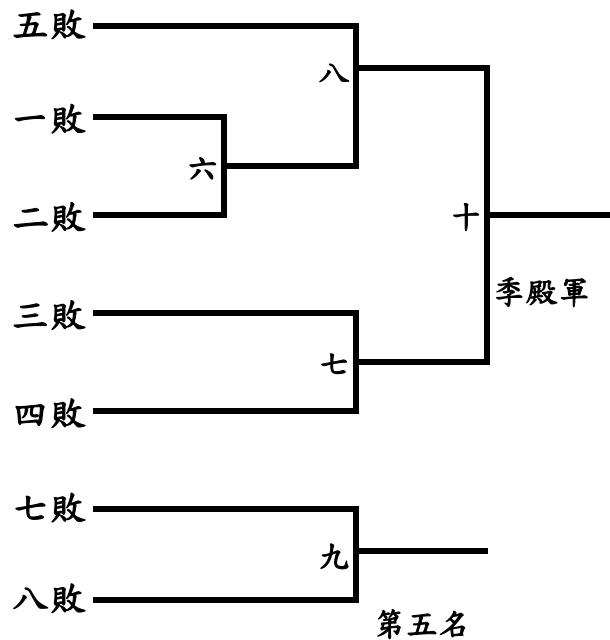 五敗
八
一敗
六
二敗
十
季殿軍
三敗
七
四敗
七敗
九
八敗
第五名